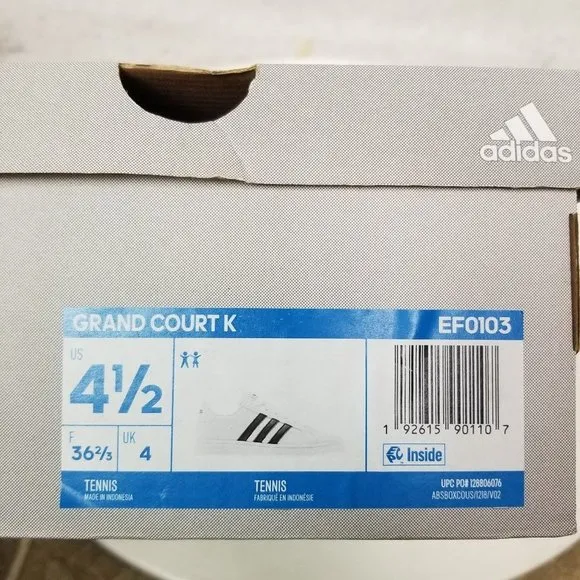 adidas
GRAND COURT K EF0103
US
4½
F UK
36⅔ 4
1 92615 90110 7
Inside
TENNIS TENNIS UPC PO# 128806076
MADE IN INDONESIA FABRIQUÉ EN INDONÉSIE ABSBOXCOUS/1218/V02